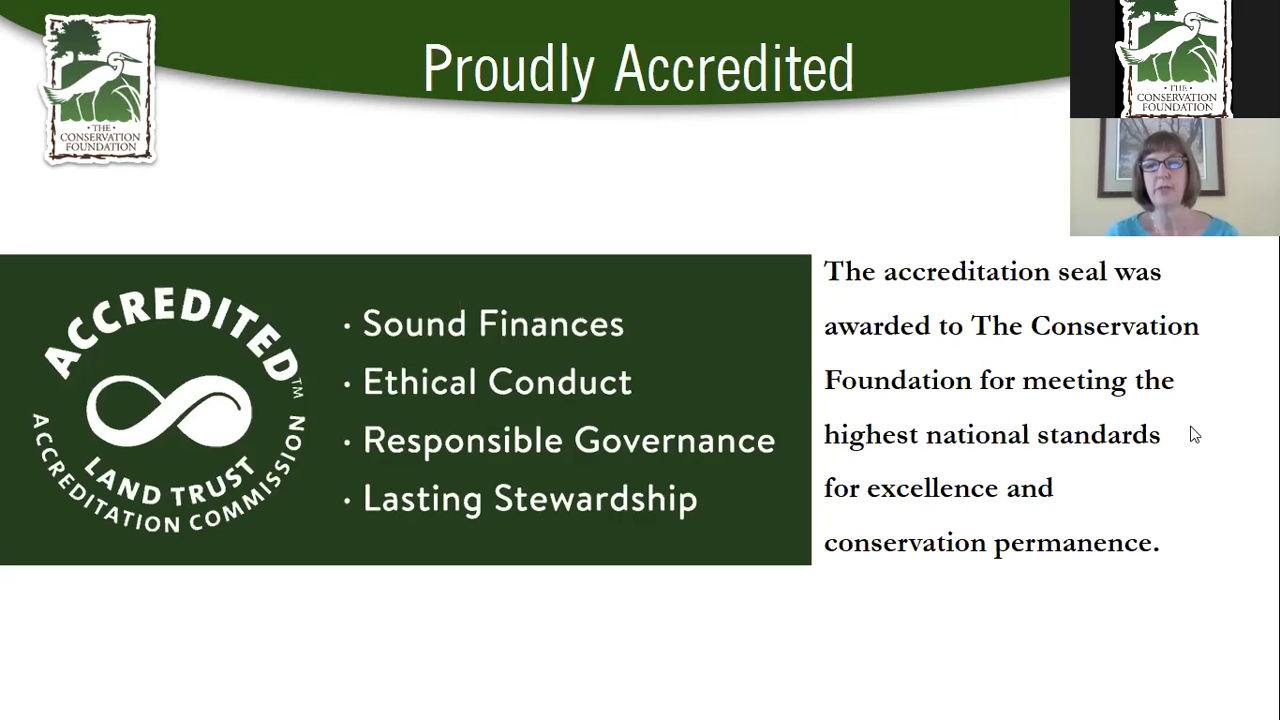 Proudly Accredited
· THE ·
CONSERVATION
FOUNDATION
· THE ·
CONSERVATION
FOUNDATION
ACCREDITED™
LAND TRUST
ACCREDITATION COMMISSION
· Sound Finances
· Ethical Conduct
· Responsible Governance
· Lasting Stewardship
The accreditation seal was
awarded to The Conservation
Foundation for meeting the
highest national standards
for excellence and
conservation permanence.